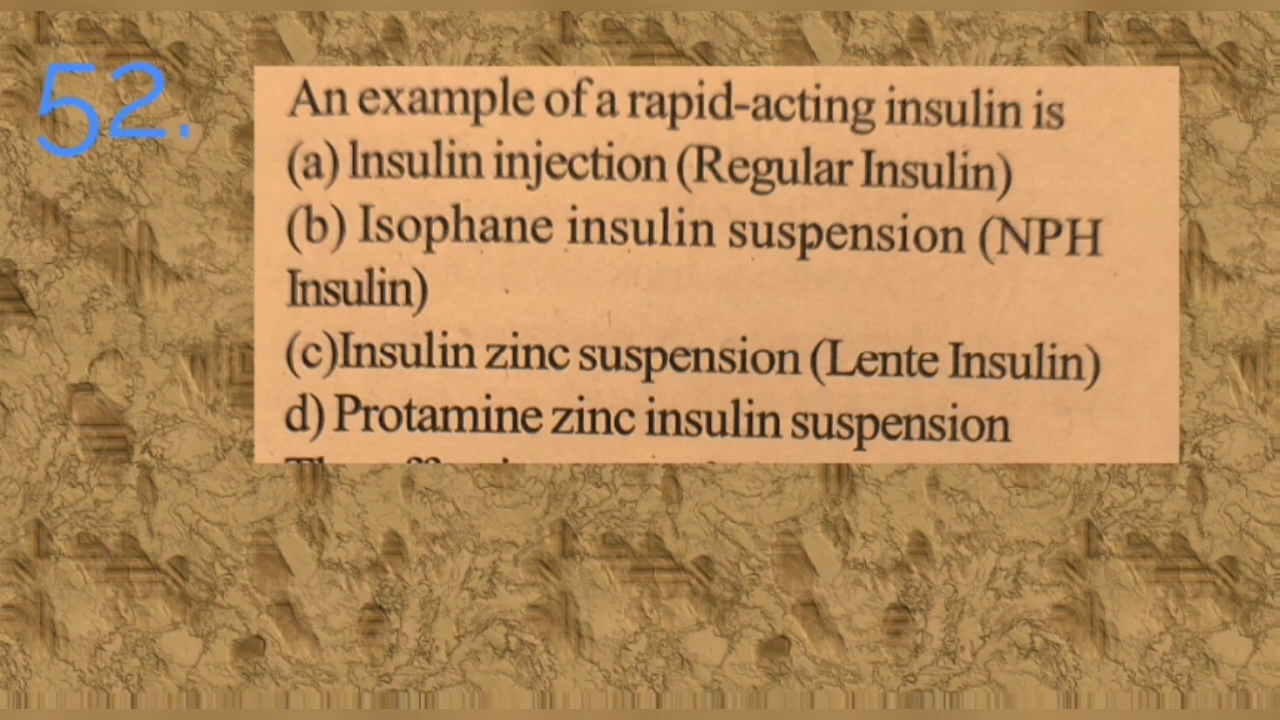 52.
An example of a rapid-acting insulin is
(a) Insulin injection (Regular Insulin)
(b) Isophane insulin suspension (NPH
Insulin)
(c)Insulin zinc suspension (Lente Insulin)
d) Protamine zinc insulin suspension